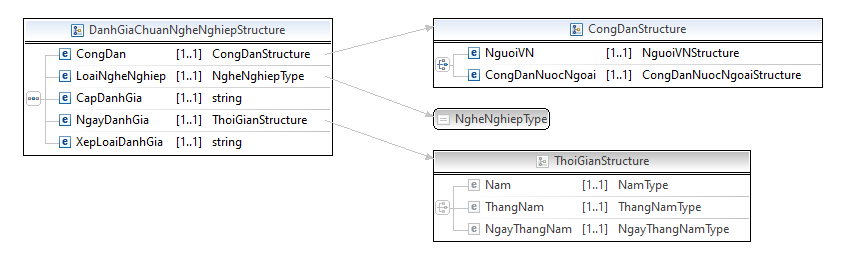 DanhGiaChuanNgheNghiepStructure
e CongDan [1..1] CongDanStructure
e LoaiNgheNghiep [1..1] NgheNghiepType
e CapDanhGia [1..1] string
e NgayDanhGia [1..1] ThoiGianStructure
e XepLoaiDanhGia [1..1] string
CongDanStructure
e NguoiVN [1..1] NguoiVNStructure
e CongDanNuocNgoai [1..1] CongDanNuocNgoaiStructure
NgheNghiepType
ThoiGianStructure
e Nam [1..1] NamType
e ThangNam [1..1] ThangNamType
e NgayThangNam [1..1] NgayThangNamType